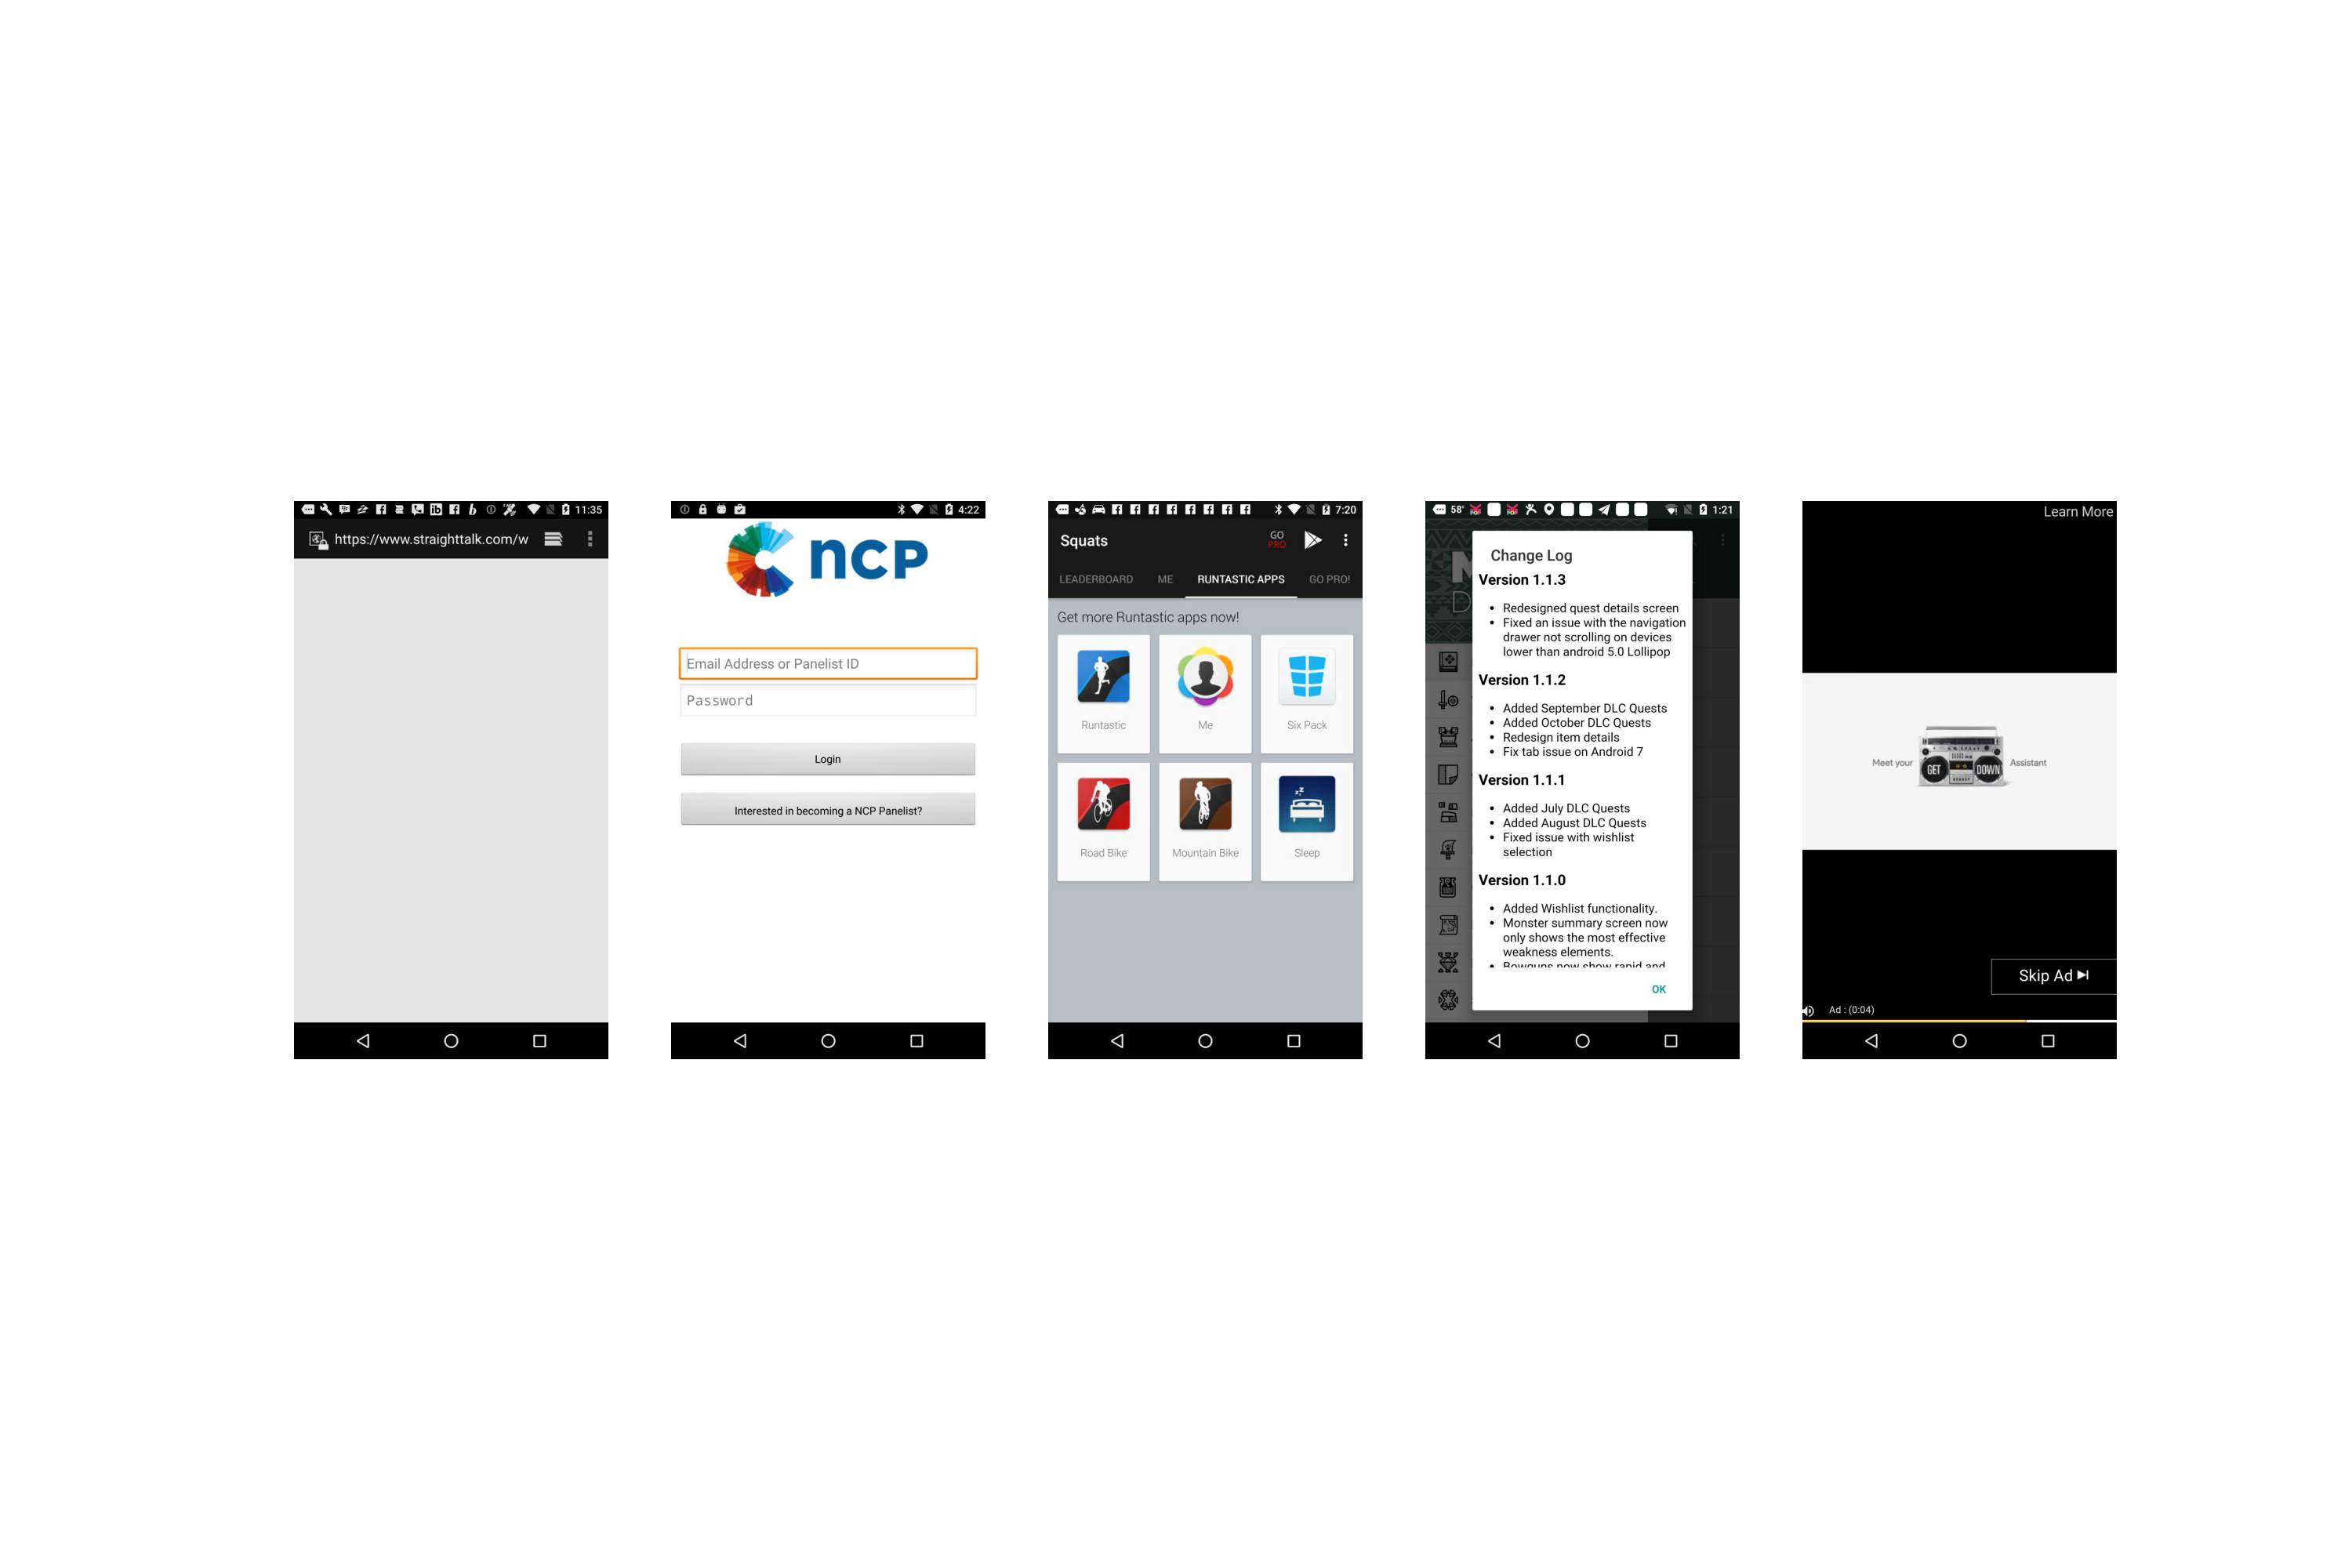 11:35
https://www.straighttalk.com/w
4:22
ncp
Email Address or Panelist ID
Password
Login
Interested in becoming a NCP Panelist?
7:20
Squats
GO
PRO
LEADERBOARD ME RUNTASTIC APPS GO PRO!
Get more Runtastic apps now!
Runtastic Me Six Pack
Road Bike Mountain Bike Sleep
58° 1:21
Change Log
Version 1.1.3
• Redesigned quest details screen
• Fixed an issue with the navigation
drawer not scrolling on devices
lower than android 5.0 Lollipop
Version 1.1.2
• Added September DLC Quests
• Added October DLC Quests
• Redesign item details
• Fix tab issue on Android 7
Version 1.1.1
• Added July DLC Quests
• Added August DLC Quests
• Fixed issue with wishlist
selection
Version 1.1.0
• Added Wishlist functionality.
• Monster summary screen now
only shows the most effective
weakness elements.
• Bowguns now show rapid and
OK
Learn More
Meet your GET DOWN Assistant
Skip Ad
Ad : (0:04)